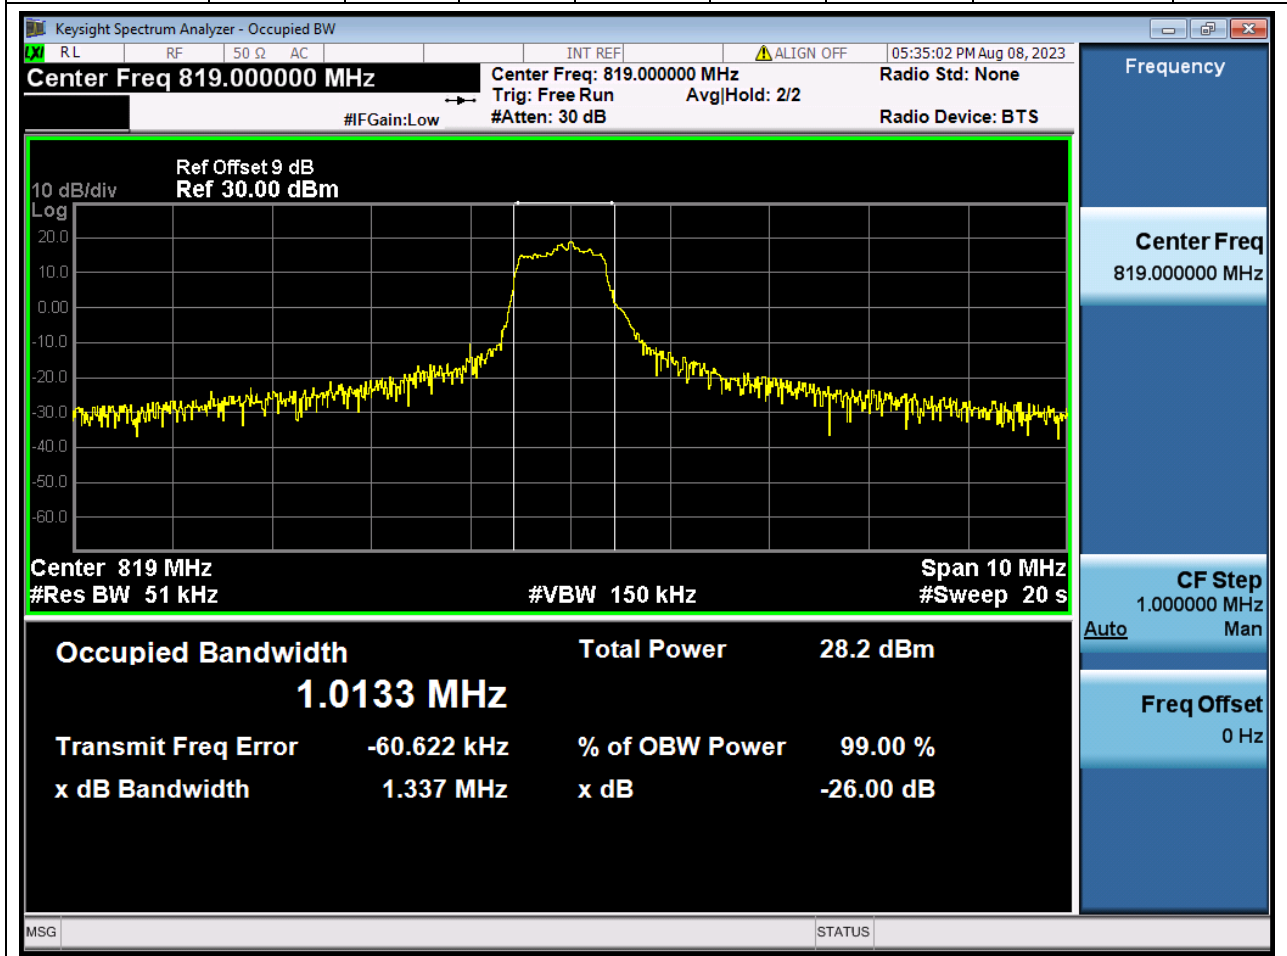 Keysight Spectrum Analyzer - Occupied BW
LXI RL RF 50 Ω AC INT REF ALIGN OFF 05:35:02 PM Aug 08, 2023
Center Freq 819.000000 MHz
Center Freq: 819.000000 MHz Radio Std: None
Trig: Free Run Avg|Hold: 2/2
#IFGain:Low #Atten: 30 dB Radio Device: BTS
Frequency
Ref Offset 9 dB
10 dB/div Ref 30.00 dBm
Log
20.0
10.0
0.00
-10.0
-20.0
-30.0
-40.0
-50.0
-60.0
Center 819 MHz Span 10 MHz
#Res BW 51 kHz #VBW 150 kHz #Sweep 20 s
Center Freq
819.000000 MHz
CF Step
1.000000 MHz
Auto Man
Freq Offset
0 Hz
Occupied Bandwidth Total Power 28.2 dBm
1.0133 MHz
Transmit Freq Error -60.622 kHz % of OBW Power 99.00 %
x dB Bandwidth 1.337 MHz x dB -26.00 dB
MSG STATUS